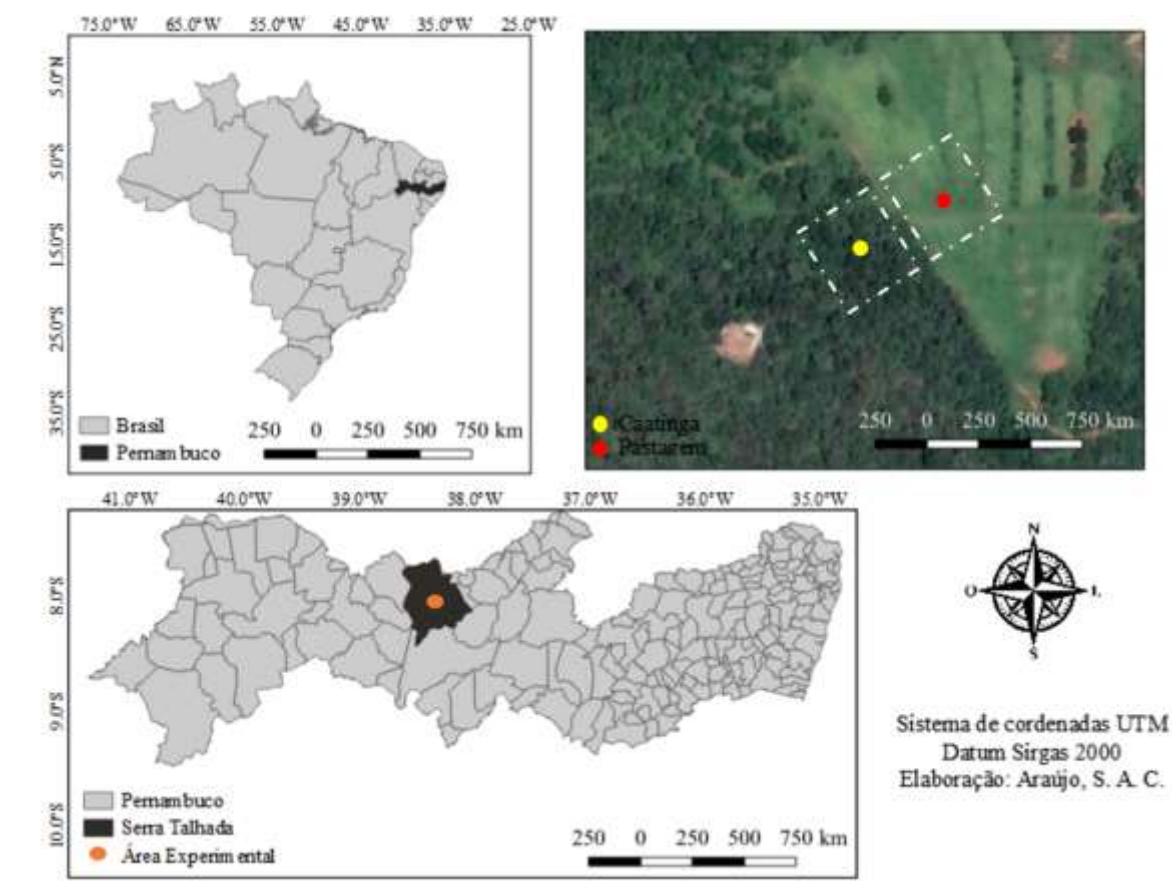 75.0°W 65.0°W 55.0°W 45.0°W 35.0°W 25.0°W
5.0°N
5.0°S
15.0°S
25.0°S
35.0°S
Brasil
Pernambuco
250 0 250 500 750 km
Caatinga
Pastagem
250 0 250 500 750 km
41.0°W 40.0°W 39.0°W 38.0°W 37.0°W 36.0°W 35.0°W
8.0°S
9.0°S
10.0°S
Pernambuco
Serra Talhada
Área Experimental
250 0 250 500 750 km
N
O L
S
Sistema de cordenadas UTM
Datum Sirgas 2000
Elaboração: Araújo, S. A. C.